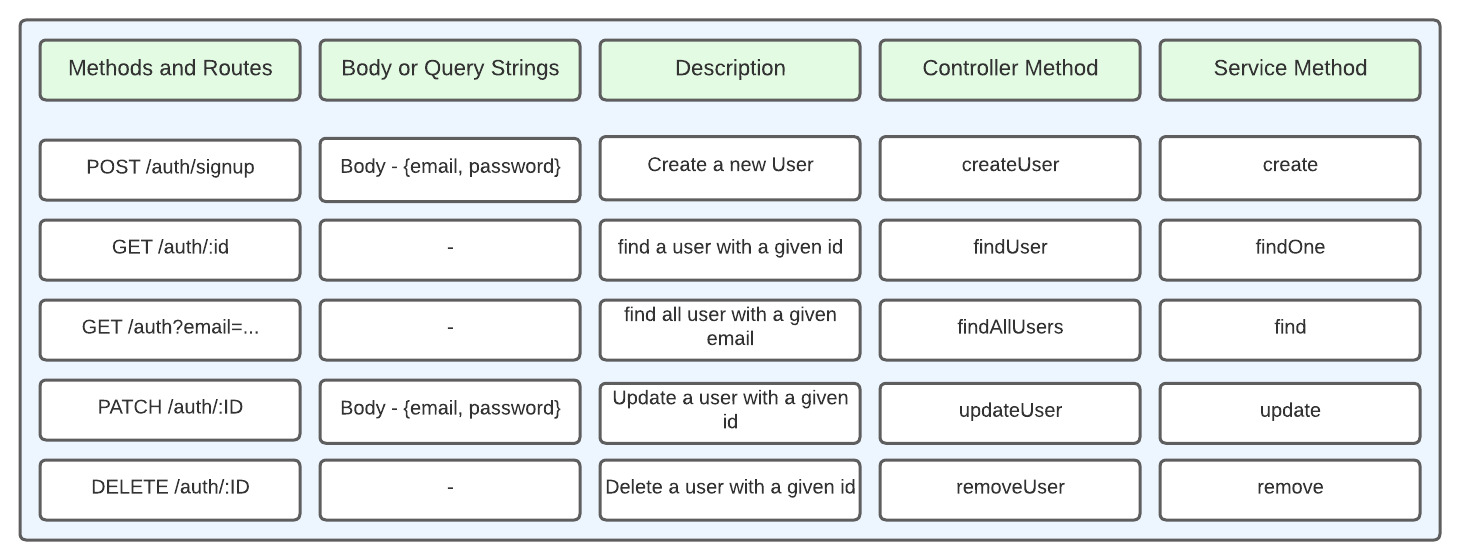 Methods and Routes
Body or Query Strings
Description
Controller Method
Service Method
POST /auth/signup
Body - {email, password}
Create a new User
createUser
create
GET /auth/:id
-
find a user with a given id
findUser
findOne
GET /auth?email=...
-
find all user with a given
email
findAllUsers
find
PATCH /auth/:ID
Body - {email, password}
Update a user with a given
id
updateUser
update
DELETE /auth/:ID
-
Delete a user with a given id
removeUser
remove